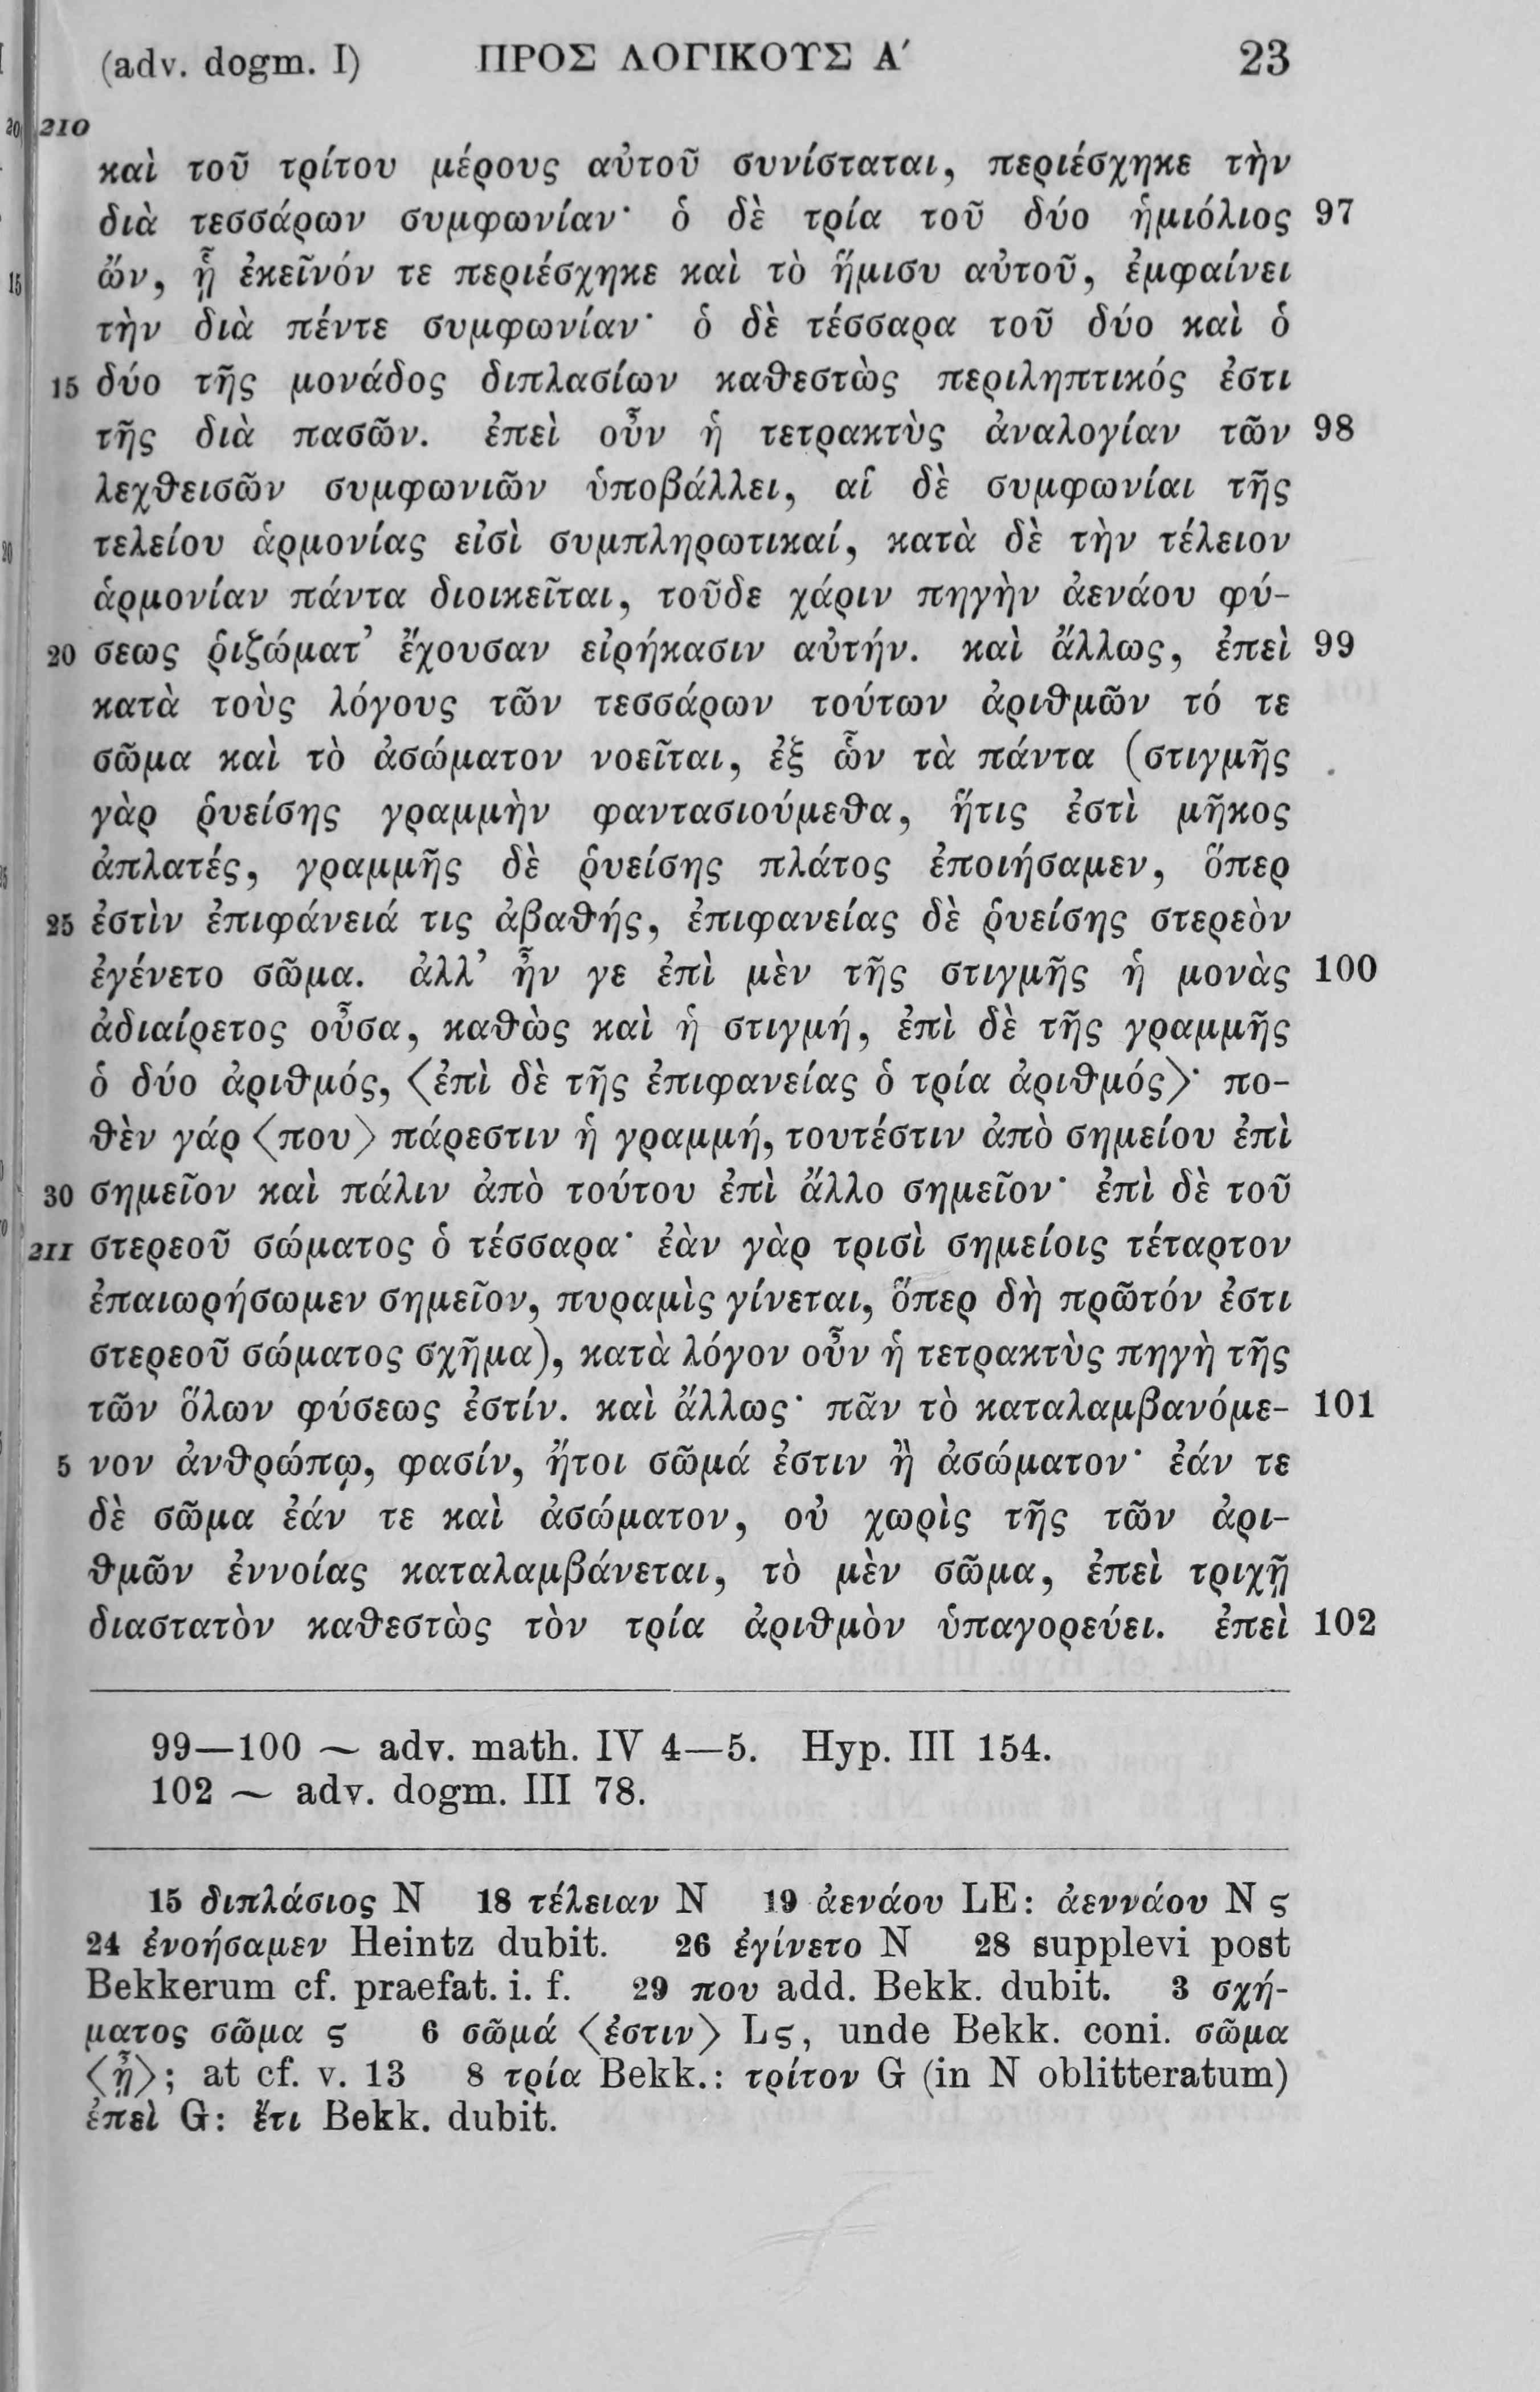 (adv. dogm. I) ΠΡΟΣ ΛΟΓΙΚΟΥΣ Α΄ 23
210
καὶ τοῦ τρίτου μέρους αὐτοῦ συνίσταται, περιέσχηκε τὴν
διὰ τεσσάρων συμφωνίαν· ὁ δὲ τρία τοῦ δύο ἡμιόλιος 97
ὤν, ᾗ ἐκεῖνόν τε περιέσχηκε καὶ τὸ ἥμισυ αὐτοῦ, ἐμφαίνει
τὴν διὰ πέντε συμφωνίαν· ὁ δὲ τέσσαρα τοῦ δύο καὶ ὁ
15 δύο τῆς μονάδος διπλασίων καθεστὼς περιληπτικός ἐστι
τῆς διὰ πασῶν. ἐπεὶ οὖν ἡ τετρακτὺς ἀναλογίαν τῶν 98
λεχθεισῶν συμφωνιῶν ὑποβάλλει, αἱ δὲ συμφωνίαι τῆς
τελείου ἁρμονίας εἰσὶ συμπληρωτικαί, κατὰ δὲ τὴν τέλειον
ἁρμονίαν πάντα διοικεῖται, τοῦδε χάριν πηγὴν ἀενάου φύ-
20 σεως ῥιζώματ’ ἔχουσαν εἰρήκασιν αὐτήν. καὶ ἄλλως, ἐπεὶ 99
κατὰ τοὺς λόγους τῶν τεσσάρων τούτων ἀριθμῶν τό τε
σῶμα καὶ τὸ ἀσώματον νοεῖται, ἐξ ὧν τὰ πάντα (στιγμῆς
γὰρ ῥυείσης γραμμὴν φαντασιούμεθα, ἥτις ἐστὶ μῆκος
ἀπλατές, γραμμῆς δὲ ῥυείσης πλάτος ἐποιήσαμεν, ὅπερ
25 ἐστὶν ἐπιφάνειά τις ἀβαθής, ἐπιφανείας δὲ ῥυείσης στερεὸν
ἐγένετο σῶμα. ἀλλ’ ἦν γε ἐπὶ μὲν τῆς στιγμῆς ἡ μονὰς 100
ἀδιαίρετος οὖσα, καθὼς καὶ ἡ στιγμή, ἐπὶ δὲ τῆς γραμμῆς
ὁ δύο ἀριθμός, ⟨ἐπὶ δὲ τῆς ἐπιφανείας ὁ τρία ἀριθμός⟩· πο-
θὲν γάρ ⟨που⟩ πάρεστιν ἡ γραμμή, τουτέστιν ἀπὸ σημείου ἐπὶ
30 σημεῖον καὶ πάλιν ἀπὸ τούτου ἐπὶ ἄλλο σημεῖον· ἐπὶ δὲ τοῦ
211 στερεοῦ σώματος ὁ τέσσαρα· ἐὰν γὰρ τρισὶ σημείοις τέταρτον
ἐπαιωρήσωμεν σημεῖον, πυραμὶς γίνεται, ὅπερ δὴ πρῶτόν ἐστι
στερεοῦ σώματος σχῆμα), κατὰ λόγον οὖν ἡ τετρακτὺς πηγὴ τῆς
τῶν ὅλων φύσεως ἐστίν. καὶ ἄλλως· πᾶν τὸ καταλαμβανόμε- 101
5 νον ἀνθρώπῳ, φασίν, ἤτοι σῶμά ἐστιν ἢ ἀσώματον· ἐάν τε
δὲ σῶμα ἐάν τε καὶ ἀσώματον, οὐ χωρὶς τῆς τῶν ἀρι-
θμῶν ἐννοίας καταλαμβάνεται, τὸ μὲν σῶμα, ἐπεὶ τριχῇ
διαστατὸν καθεστὼς τὸν τρία ἀριθμὸν ὑπαγορεύει. ἐπεὶ 102
99—100 ∼ adv. math. IV 4—5. Hyp. III 154.
102 ∼ adv. dogm. III 78.
15 διπλάσιος N 18 τέλειαν N 19 ἀενάου LE: ἀεννάου N ς
24 ἐνοήσαμεν Heintz dubit. 26 ἐγίνετο N 28 supplevi post
Bekkerum cf. praefat. i. f. 29 που add. Bekk. dubit. 3 σχή-
ματος σῶμα ς 6 σῶμά ⟨ἐστιν⟩ Lς, unde Bekk. coni. σῶμα
⟨ᾖ⟩; at cf. v. 13 8 τρία Bekk.: τρίτον G (in N oblitteratum)
ἐπεὶ G: ἔτι Bekk. dubit.